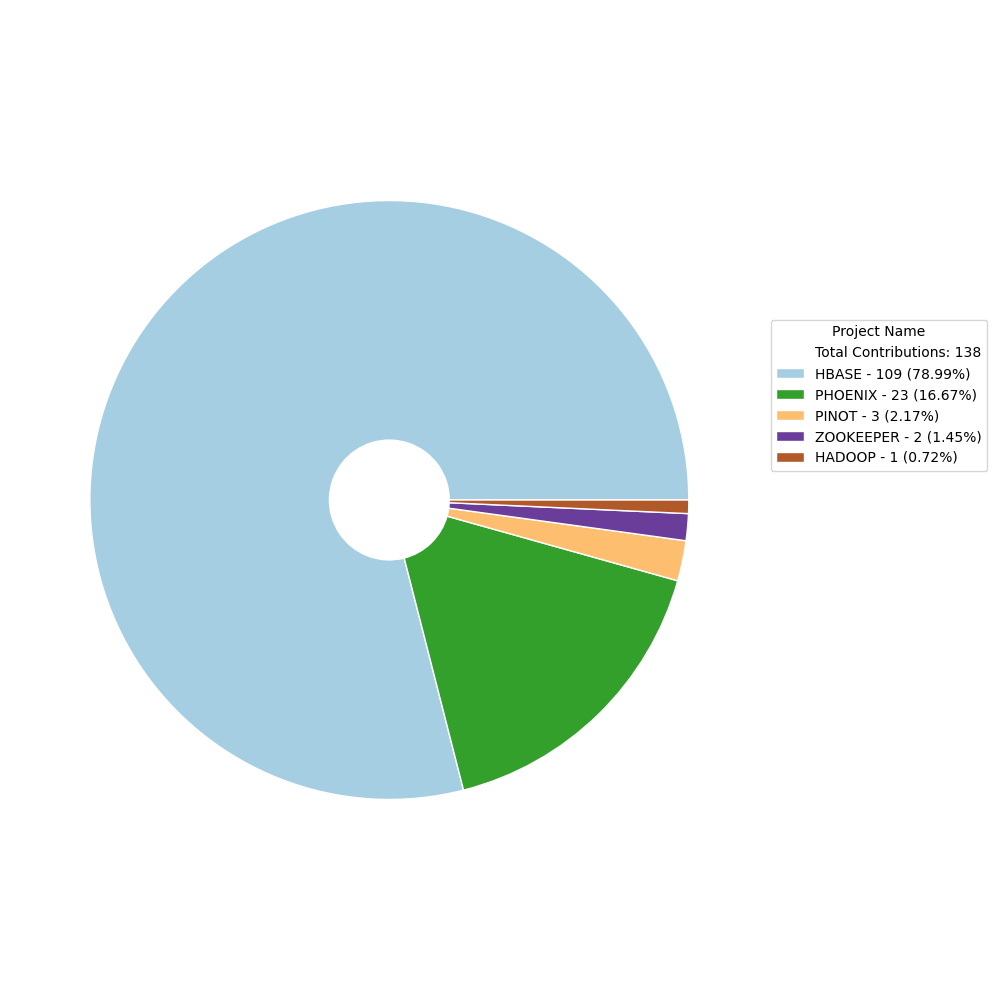 Project Name
Total Contributions: 138
HBASE - 109 (78.99%)
PHOENIX - 23 (16.67%)
PINOT - 3 (2.17%)
ZOOKEEPER - 2 (1.45%)
HADOOP - 1 (0.72%)